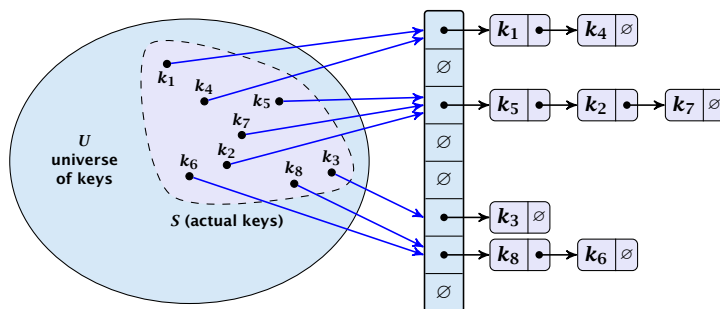 k₁ k₄
∅
k₁
k₄
k₅
∅
k₅ k₂ k₇ ∅
k₇
∅
U
universe
of keys
k₂
k₆
k₈
k₃
∅
S (actual keys)
k₃ ∅
k₈ k₆ ∅
∅